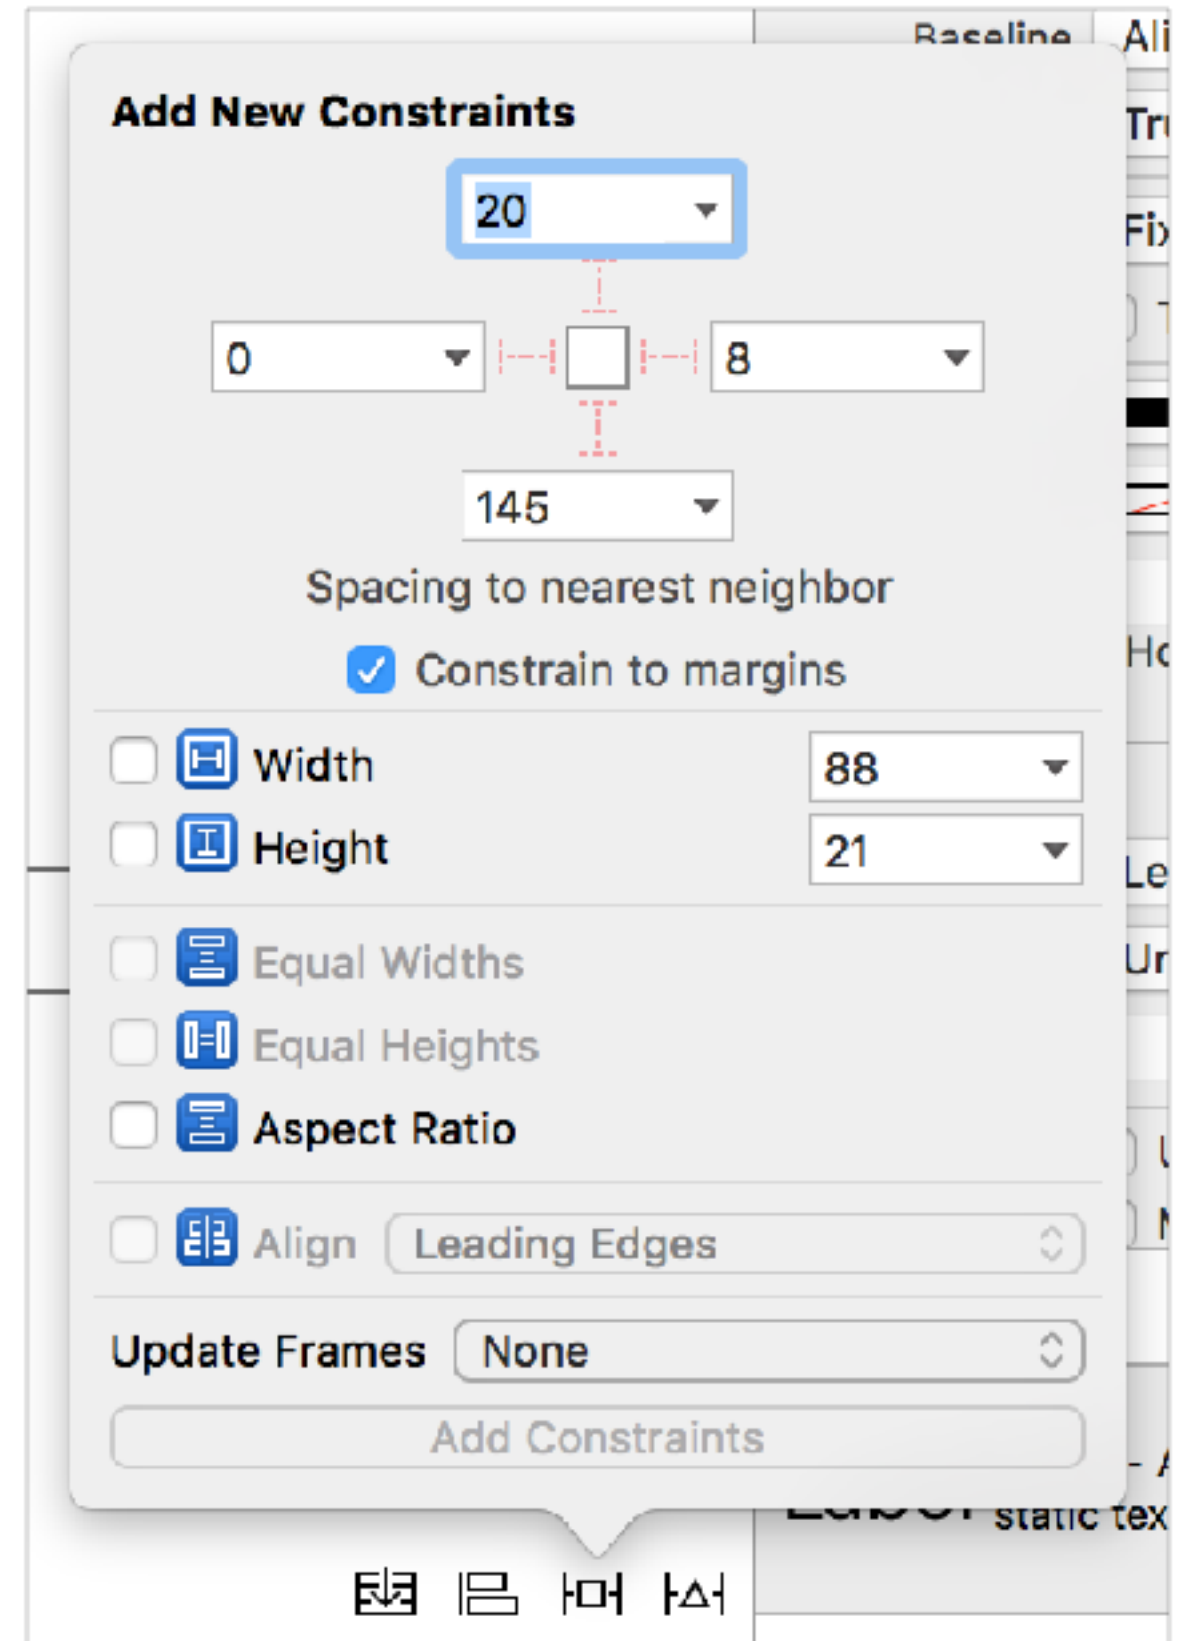 Baseline
Add New Constraints
20
0
8
145
Spacing to nearest neighbor
Constrain to margins
Width 88
Height 21
Equal Widths
Equal Heights
Aspect Ratio
Align Leading Edges
Update Frames None
Add Constraints
static